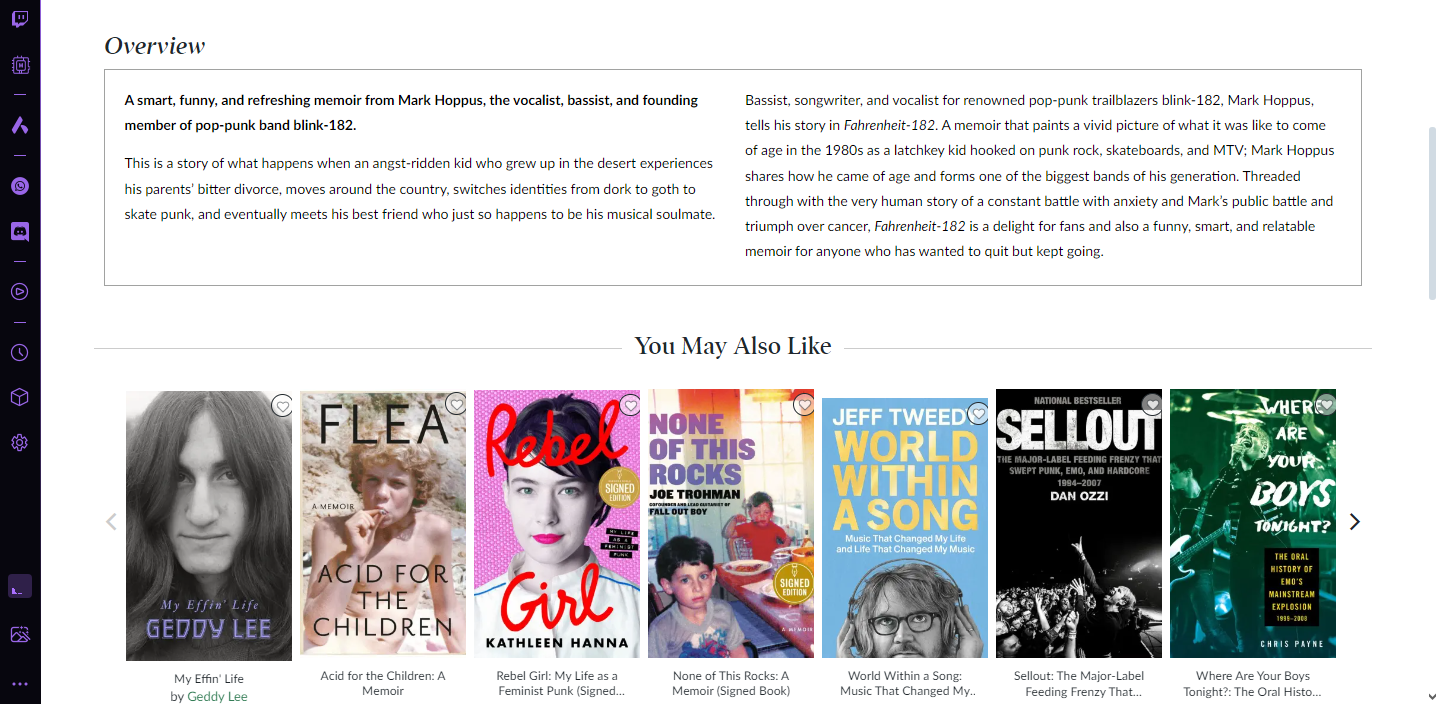 Overview
A smart, funny, and refreshing memoir from Mark Hoppus, the vocalist, bassist, and founding
member of pop-punk band blink-182.
This is a story of what happens when an angst-ridden kid who grew up in the desert experiences
his parents’ bitter divorce, moves around the country, switches identities from dork to goth to
skate punk, and eventually meets his best friend who just so happens to be his musical soulmate.
Bassist, songwriter, and vocalist for renowned pop-punk trailblazers blink-182, Mark Hoppus,
tells his story in Fahrenheit-182. A memoir that paints a vivid picture of what it was like to come
of age in the 1980s as a latchkey kid hooked on punk rock, skateboards, and MTV; Mark Hoppus
shares how he came of age and forms one of the biggest bands of his generation. Threaded
through with the very human story of a constant battle with anxiety and Mark’s public battle and
triumph over cancer, Fahrenheit-182 is a delight for fans and also a funny, smart, and relatable
memoir for anyone who has wanted to quit but kept going.
You May Also Like
My Effin' Life
GEDDY LEE
FLEA
A MEMOIR
ACID FOR
THE
CHILDREN
Rebel
SIGNED
EDITION
MY LIFE
AS A
FEMINIST
PUNK
Girl
KATHLEEN HANNA
NONE
OF THIS
ROCKS
JOE TROHMAN
COFOUNDER AND LEAD GUITARIST OF
FALL OUT BOY
SIGNED
EDITION
A MEMOIR
JEFF TWEEDY
WORLD
WITHIN
A SONG
Music That Changed My Life
and Life That Changed My Music
NATIONAL BESTSELLER
SELLOUT
THE MAJOR-LABEL FEEDING FRENZY THAT
SWEPT PUNK, EMO, AND HARDCORE
1994–2007
DAN OZZI
WHERE
ARE
YOUR
BOYS
TONIGHT?
THE ORAL
HISTORY OF
EMO'S
MAINSTREAM
EXPLOSION
1999–2008
CHRIS PAYNE
My Effin' Life
by Geddy Lee
Acid for the Children: A
Memoir
Rebel Girl: My Life as a
Feminist Punk (Signed...
None of This Rocks: A
Memoir (Signed Book)
World Within a Song:
Music That Changed My..
Sellout: The Major-Label
Feeding Frenzy That...
Where Are Your Boys
Tonight?: The Oral Histo...